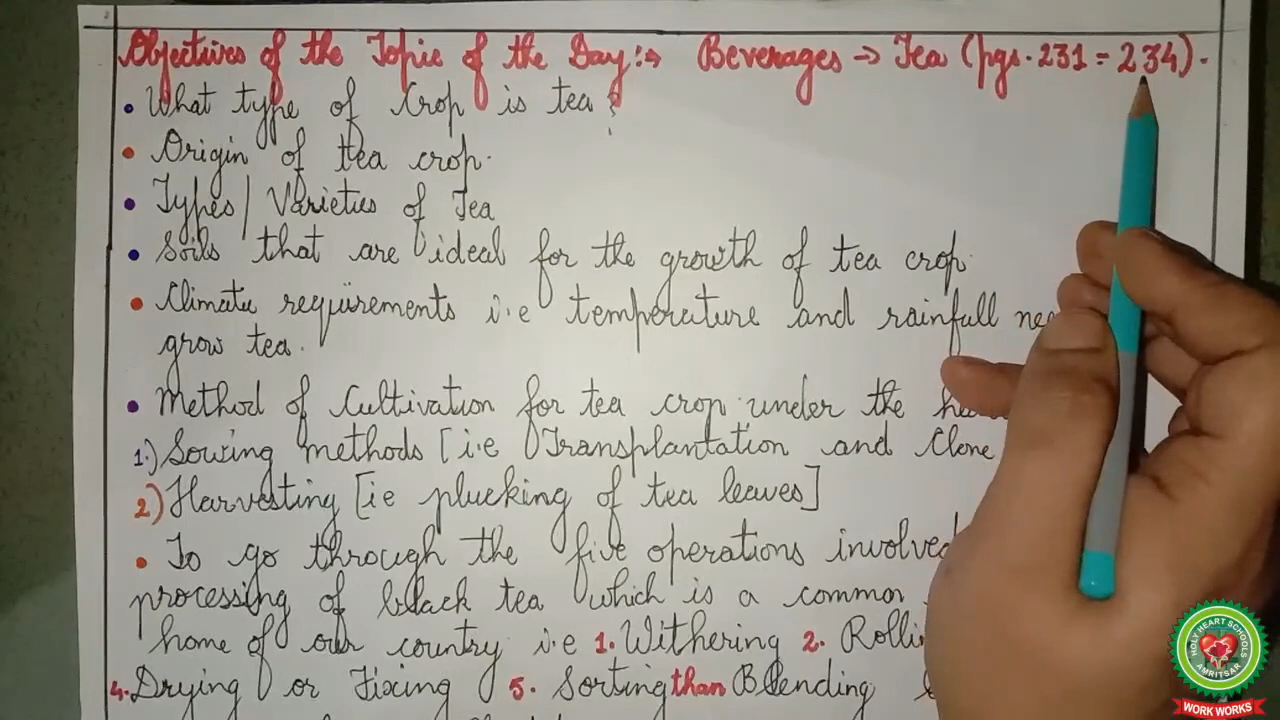 Objectives of the Topic of the Day:→ Beverages → Tea (pgs. 231 = 234).
• What type of Crop is tea?
• Origin of tea crop.
• Types/Varieties of Tea
• Soils that are ideal for the growth of tea crop.
• Climate requirements i.e temperature and rainfall
grow tea.
• Method of Cultivation for tea crop under the
1.) Sowing methods [i.e Transplantation and Clone
2) Harvesting [ie plucking of tea leaves]
• To go through the five operations involved
processing of black tea which is a common
home of our country i.e 1. Withering 2.
4. Drying or Fixing 5. Sorting than Blending
HOLY HEART SCHOOLS
AMRITSAR
WORK WORKS